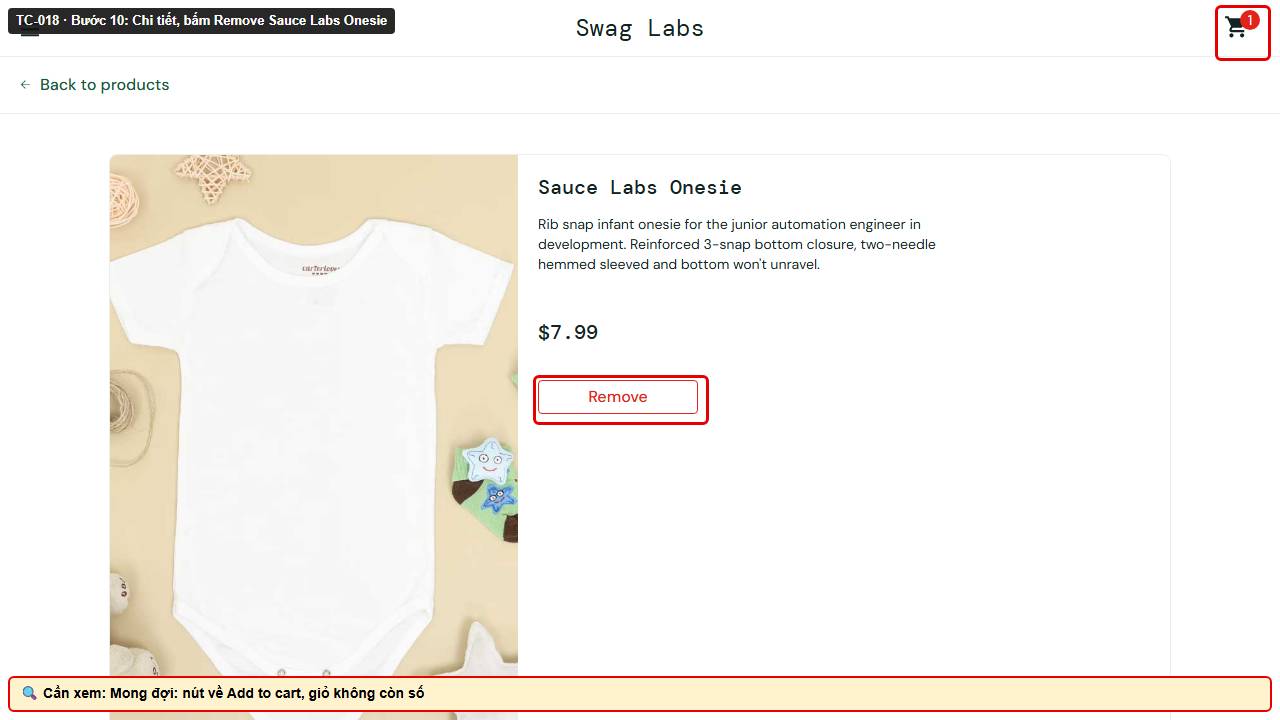 TC-018 · Bước 10: Chi tiết, bấm Remove Sauce Labs Onesie
Swag Labs
1
← Back to products
Sauce Labs Onesie
Rib snap infant onesie for the junior automation engineer in
development. Reinforced 3-snap bottom closure, two-needle
hemmed sleeved and bottom won't unravel.
$7.99
Remove
🔍 Cần xem: Mong đợi: nút về Add to cart, giỏ không còn số